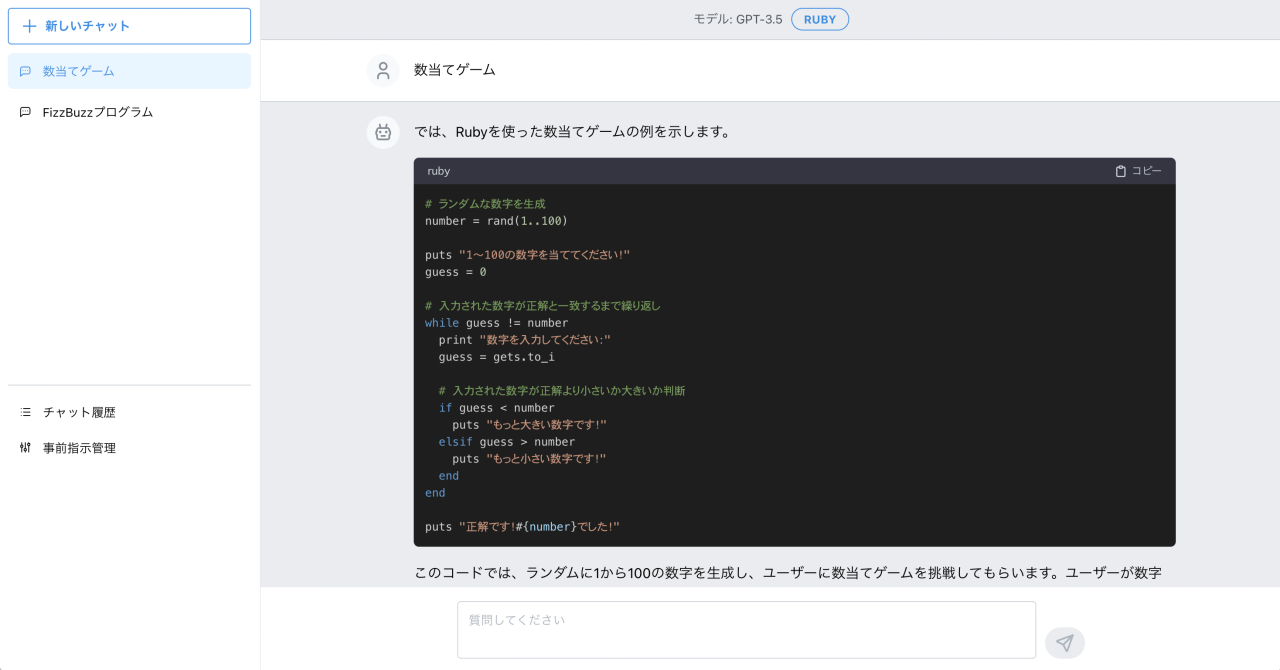 新しいチャット
数当てゲーム
FizzBuzzプログラム
チャット履歴
事前指示管理
モデル: GPT-3.5 RUBY
数当てゲーム
では、Rubyを使った数当てゲームの例を示します。
ruby コピー
# ランダムな数字を生成
number = rand(1..100)
puts "1〜100の数字を当ててください!"
guess = 0
# 入力された数字が正解と一致するまで繰り返し
while guess != number
  print "数字を入力してください:"
  guess = gets.to_i
  # 入力された数字が正解より小さいか大きいか判断
  if guess < number
    puts "もっと大きい数字です!"
  elsif guess > number
    puts "もっと小さい数字です!"
  end
end
puts "正解です!#{number}でした!"
このコードでは、ランダムに1から100の数字を生成し、ユーザーに数当てゲームを挑戦してもらいます。ユーザーが数字
質問してください